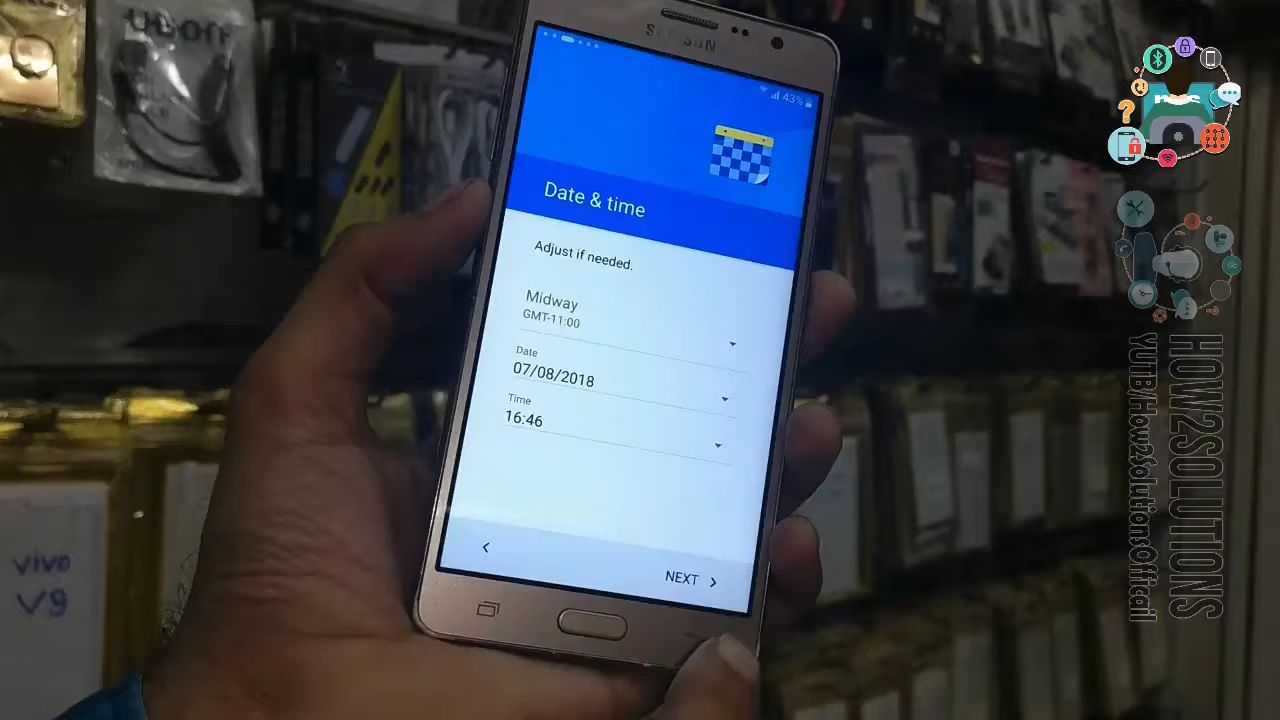 SAMSUNG
43%
Date & time
Adjust if needed.
Midway
GMT-11:00
Date
07/08/2018
Time
16:46
NEXT
vivo
V9
HOW2SOLUTIONS
YUTB/How2SolutionsOfficail